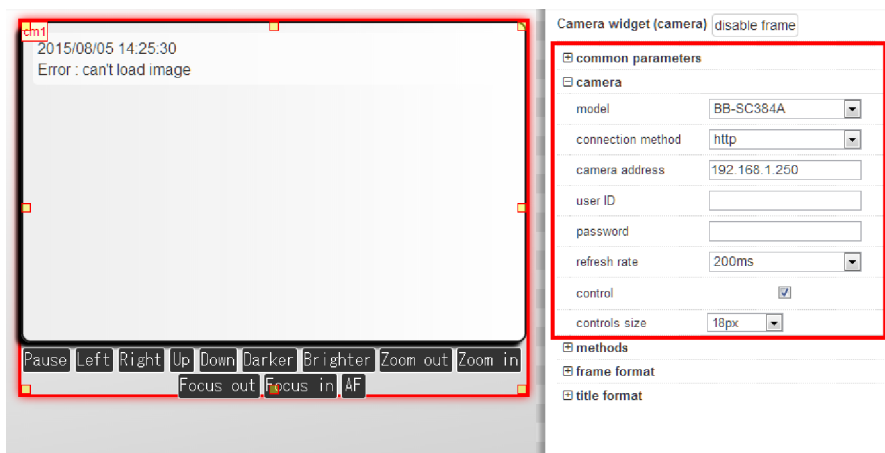 cm1
2015/08/05 14:25:30
Error : can't load image
Pause Left Right Up Down Darker Brighter Zoom out Zoom in
Focus out Focus in AF
Camera widget (camera) disable frame
common parameters
camera
model BB-SC384A
connection method http
camera address 192.168.1.250
user ID
password
refresh rate 200ms
control
controls size 18px
methods
frame format
title format